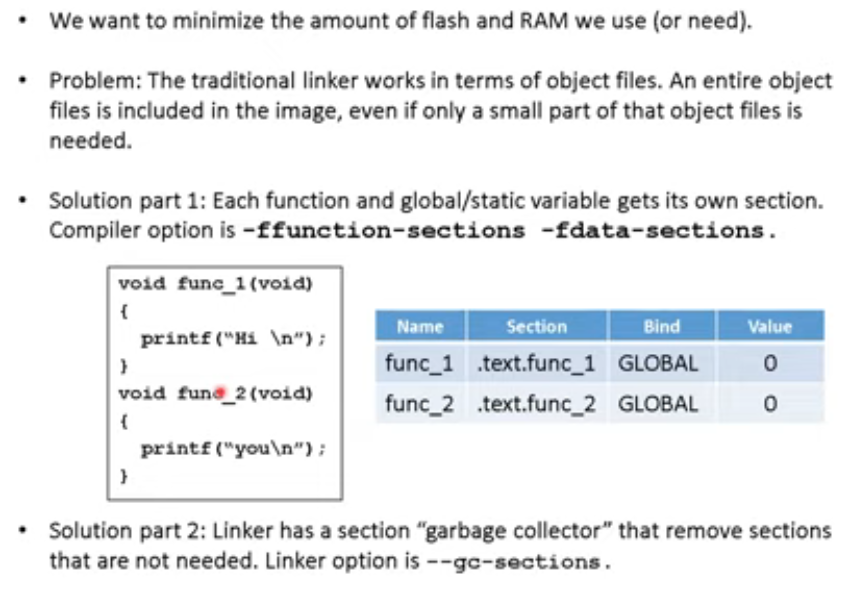 • We want to minimize the amount of flash and RAM we use (or need).
• Problem: The traditional linker works in terms of object files. An entire object
files is included in the image, even if only a small part of that object files is
needed.
• Solution part 1: Each function and global/static variable gets its own section.
Compiler option is -ffunction-sections -fdata-sections.
void func_1(void)
{
printf("Hi \n");
}
void func_2(void)
{
printf("you\n");
}
Name Section Bind Value
func_1 .text.func_1 GLOBAL 0
func_2 .text.func_2 GLOBAL 0
• Solution part 2: Linker has a section “garbage collector” that remove sections
that are not needed. Linker option is --gc-sections.